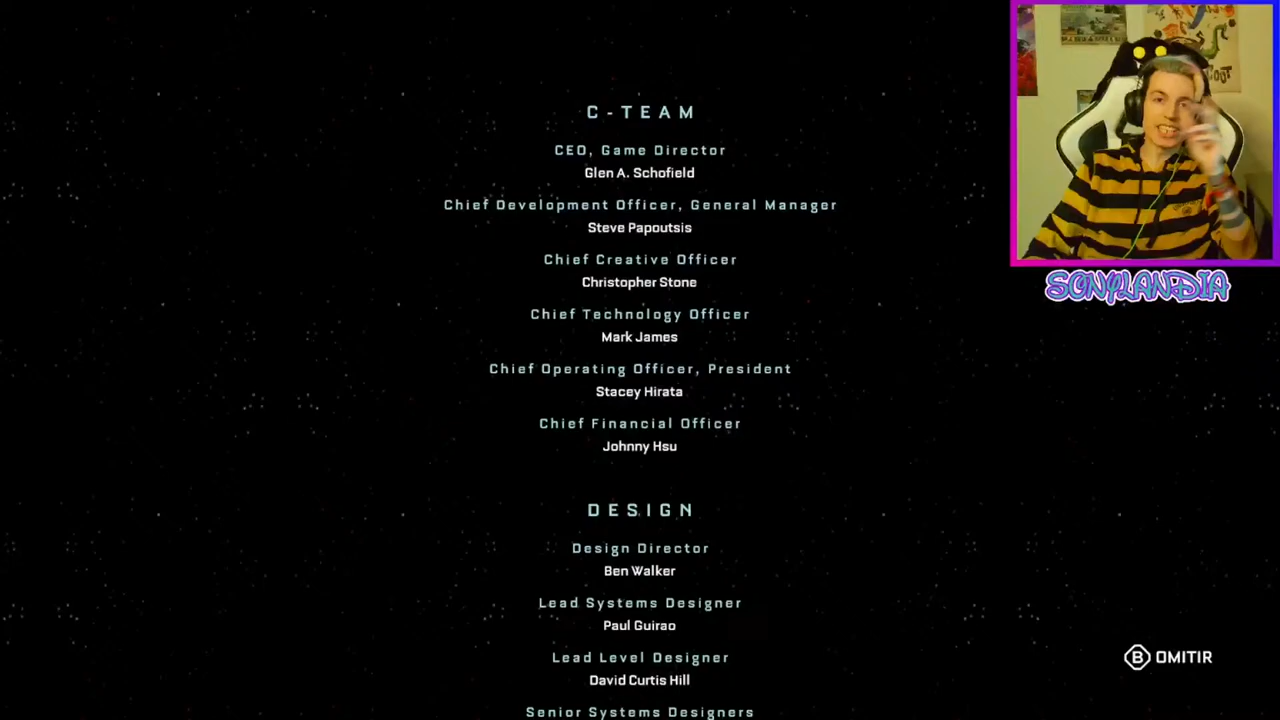 C-TEAM
CEO, Game Director
Glen A. Schofield
Chief Development Officer, General Manager
Steve Papoutsis
Chief Creative Officer
Christopher Stone
Chief Technology Officer
Mark James
Chief Operating Officer, President
Stacey Hirata
Chief Financial Officer
Johnny Hsu
DESIGN
Design Director
Ben Walker
Lead Systems Designer
Paul Guirao
Lead Level Designer
David Curtis Hill
Senior Systems Designers
SONYLANDIA
B OMITIR